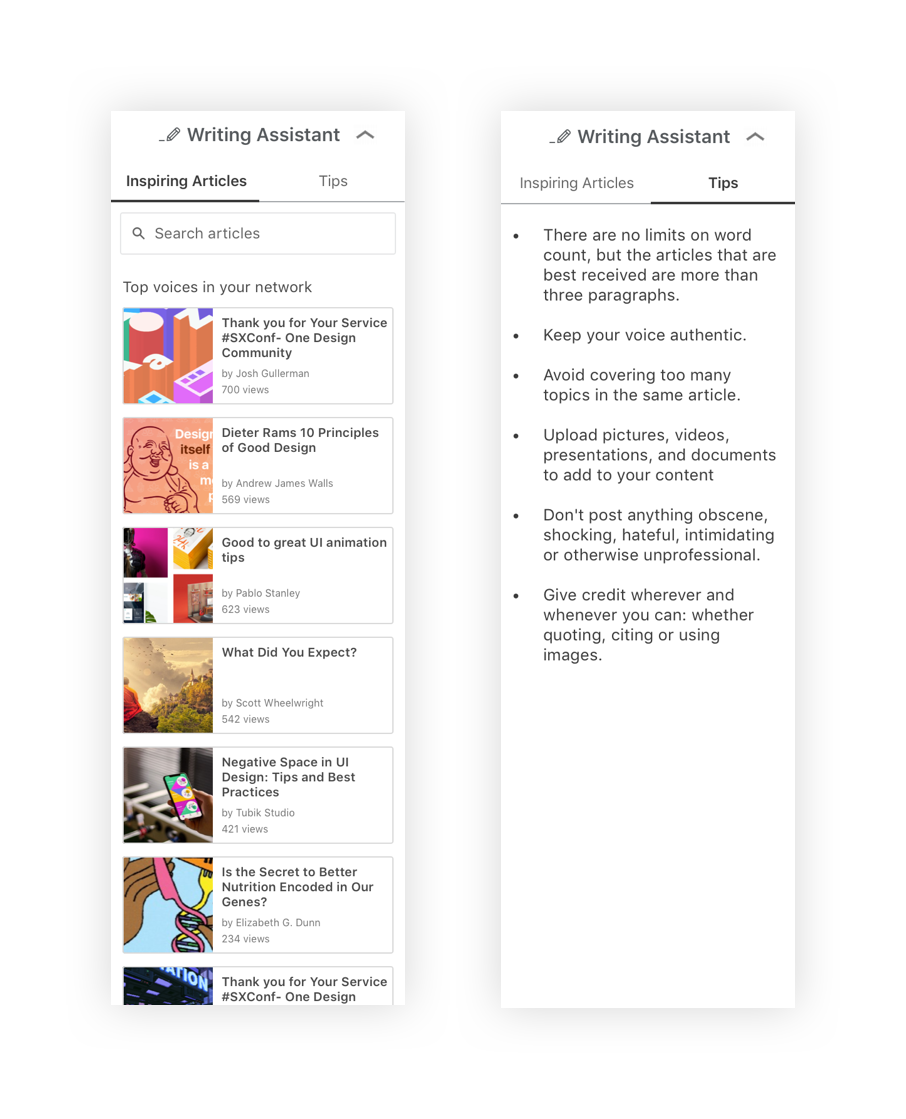 Writing Assistant
Inspiring Articles
Tips
Search articles
Top voices in your network
Thank you for Your Service
#SXConf- One Design
Community
by Josh Gullerman
700 views
Design
itself
is a
Dieter Rams 10 Principles
of Good Design
by Andrew James Walls
569 views
Good to great UI animation
tips
by Pablo Stanley
623 views
What Did You Expect?
by Scott Wheelwright
542 views
Negative Space in UI
Design: Tips and Best
Practices
by Tubik Studio
421 views
Is the Secret to Better
Nutrition Encoded in Our
Genes?
by Elizabeth G. Dunn
234 views
Thank you for Your Service
#SXConf- One Design
Writing Assistant
Inspiring Articles
Tips
• There are no limits on word
count, but the articles that are
best received are more than
three paragraphs.
• Keep your voice authentic.
• Avoid covering too many
topics in the same article.
• Upload pictures, videos,
presentations, and documents
to add to your content
• Don't post anything obscene,
shocking, hateful, intimidating
or otherwise unprofessional.
• Give credit wherever and
whenever you can: whether
quoting, citing or using
images.